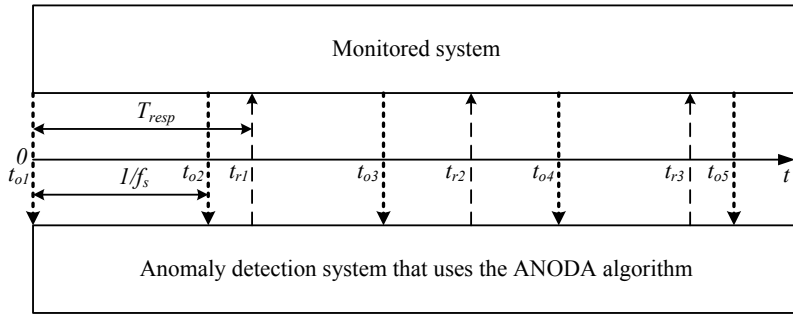 Monitored system
T_resp
0
t_o1
t_o2
t_r1
t_o3
t_r2
t_o4
t_r3
t_o5
t
1/f_s
Anomaly detection system that uses the ANODA algorithm